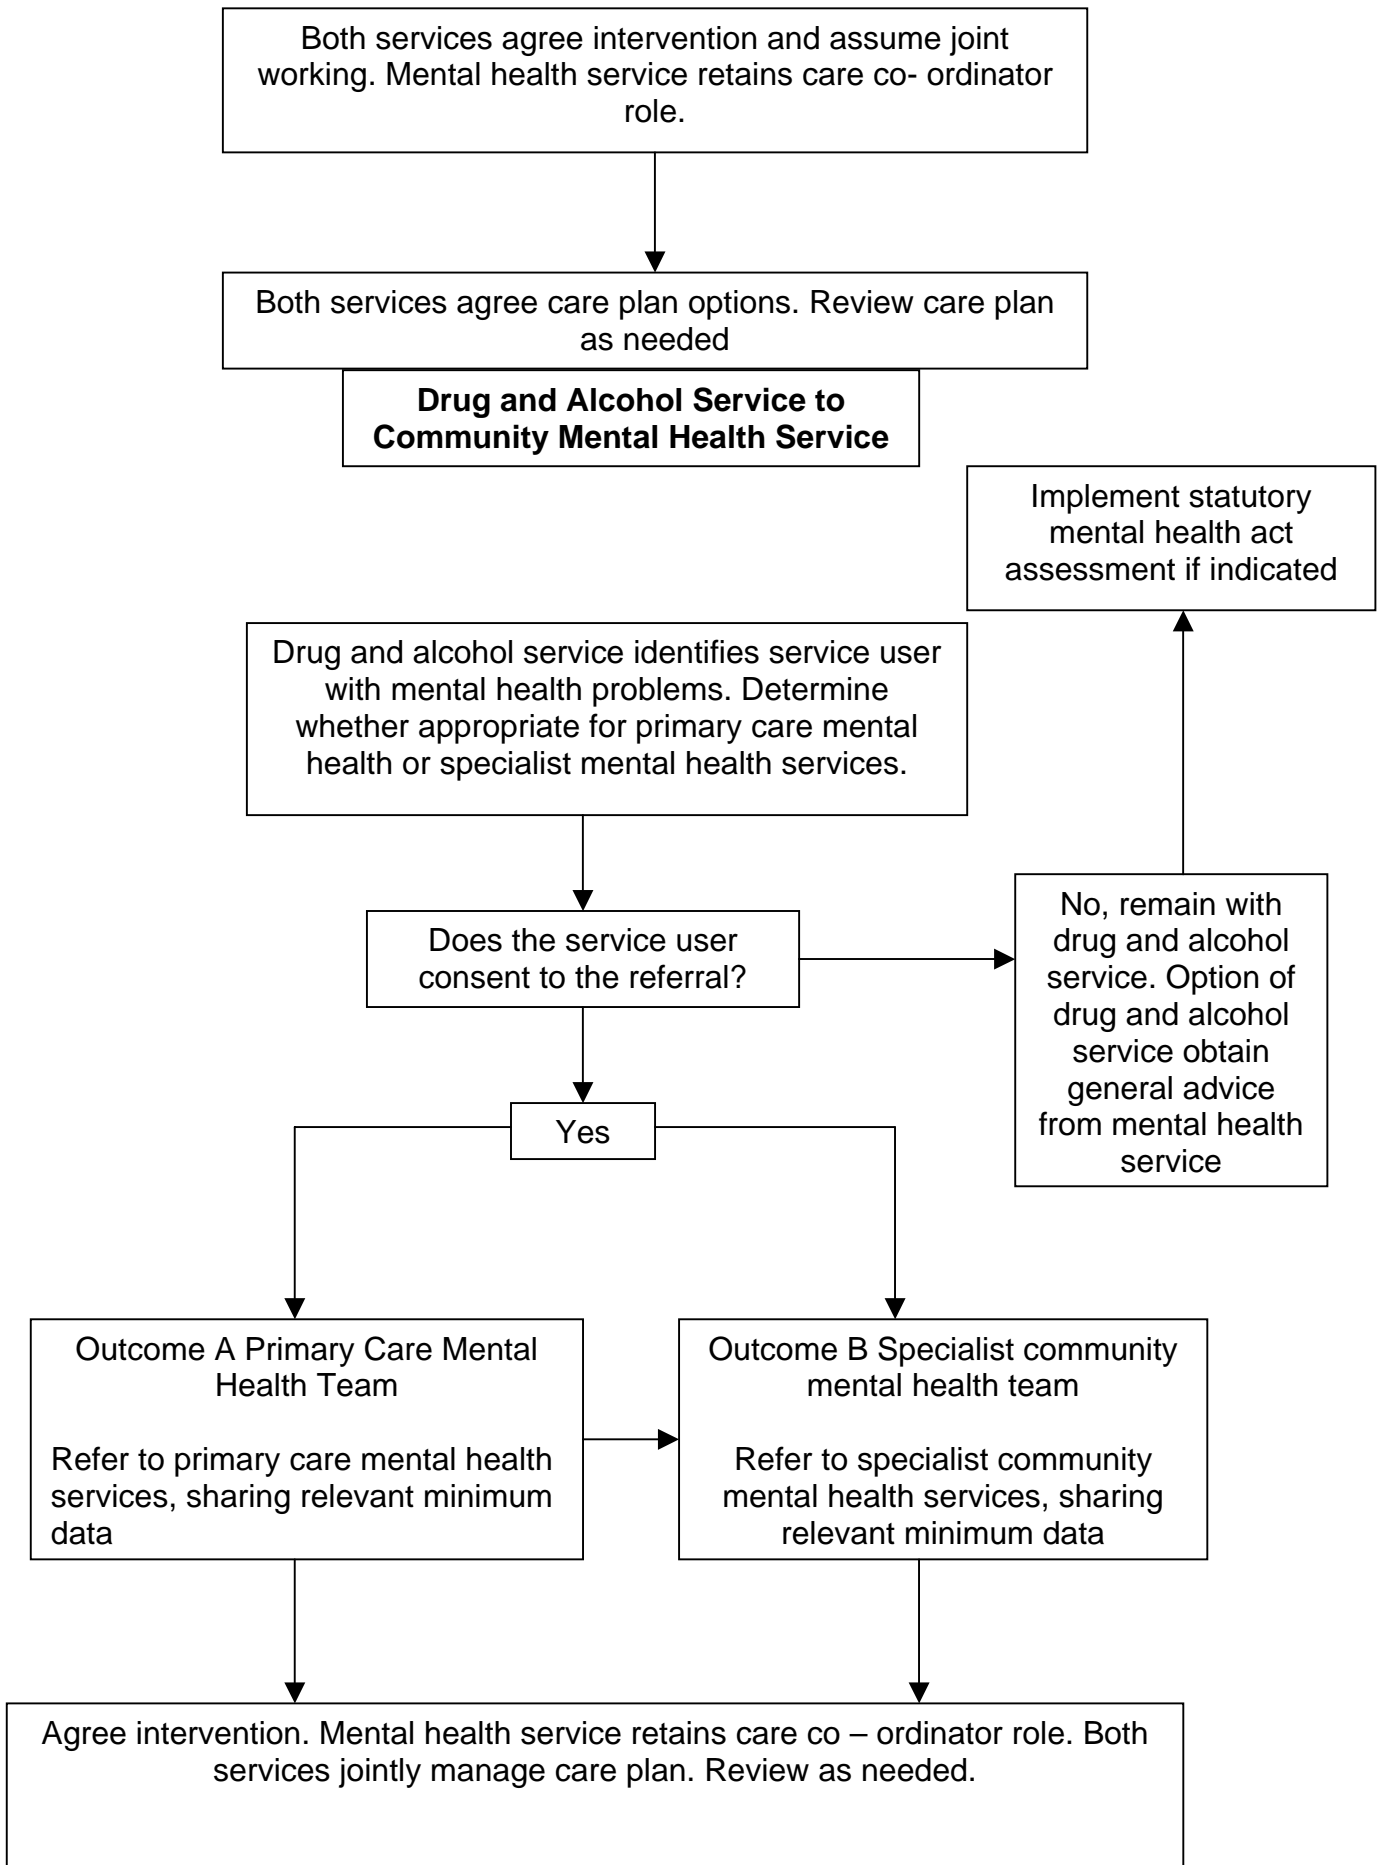 Both services agree intervention and assume joint
working. Mental health service retains care co- ordinator
role.
Both services agree care plan options. Review care plan
as needed
Drug and Alcohol Service to
Community Mental Health Service
Implement statutory
mental health act
assessment if indicated
Drug and alcohol service identifies service user
with mental health problems. Determine
whether appropriate for primary care mental
health or specialist mental health services.
Does the service user
consent to the referral?
No, remain with
drug and alcohol
service. Option of
drug and alcohol
service obtain
general advice
from mental health
service
Yes
Outcome A Primary Care Mental
Health Team
Refer to primary care mental health
services, sharing relevant minimum
data
Outcome B Specialist community
mental health team
Refer to specialist community
mental health services, sharing
relevant minimum data
Agree intervention. Mental health service retains care co – ordinator role. Both
services jointly manage care plan. Review as needed.